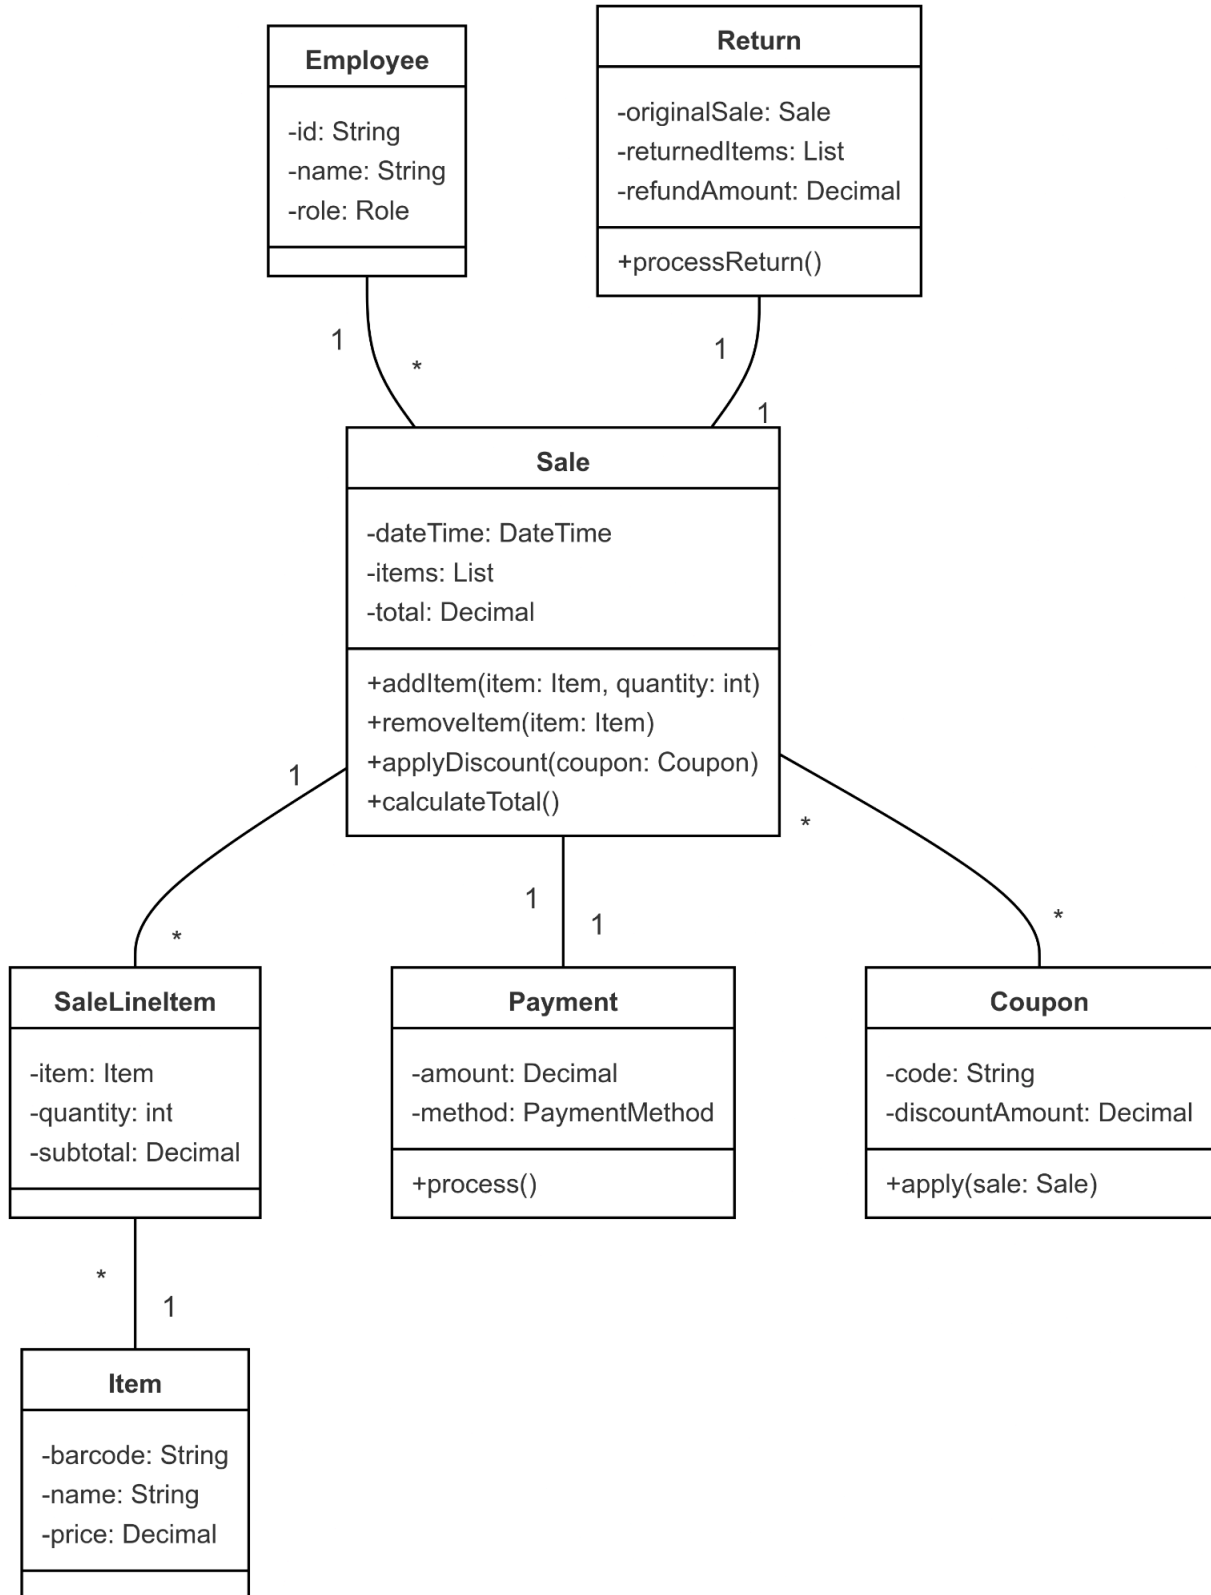 Employee
-id: String
-name: String
-role: Role
Return
-originalSale: Sale
-returnedItems: List
-refundAmount: Decimal
+processReturn()
1
*
1
1
Sale
-dateTime: DateTime
-items: List
-total: Decimal
+addItem(item: Item, quantity: int)
+removeItem(item: Item)
+applyDiscount(coupon: Coupon)
+calculateTotal()
1
*
1
1
*
*
SaleLineItem
-item: Item
-quantity: int
-subtotal: Decimal
Payment
-amount: Decimal
-method: PaymentMethod
+process()
Coupon
-code: String
-discountAmount: Decimal
+apply(sale: Sale)
*
1
Item
-barcode: String
-name: String
-price: Decimal